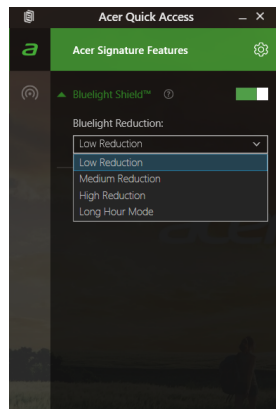 Acer Quick Access
Acer Signature Features
Bluelight Shield™
Bluelight Reduction:
Low Reduction
Low Reduction
Medium Reduction
High Reduction
Long Hour Mode